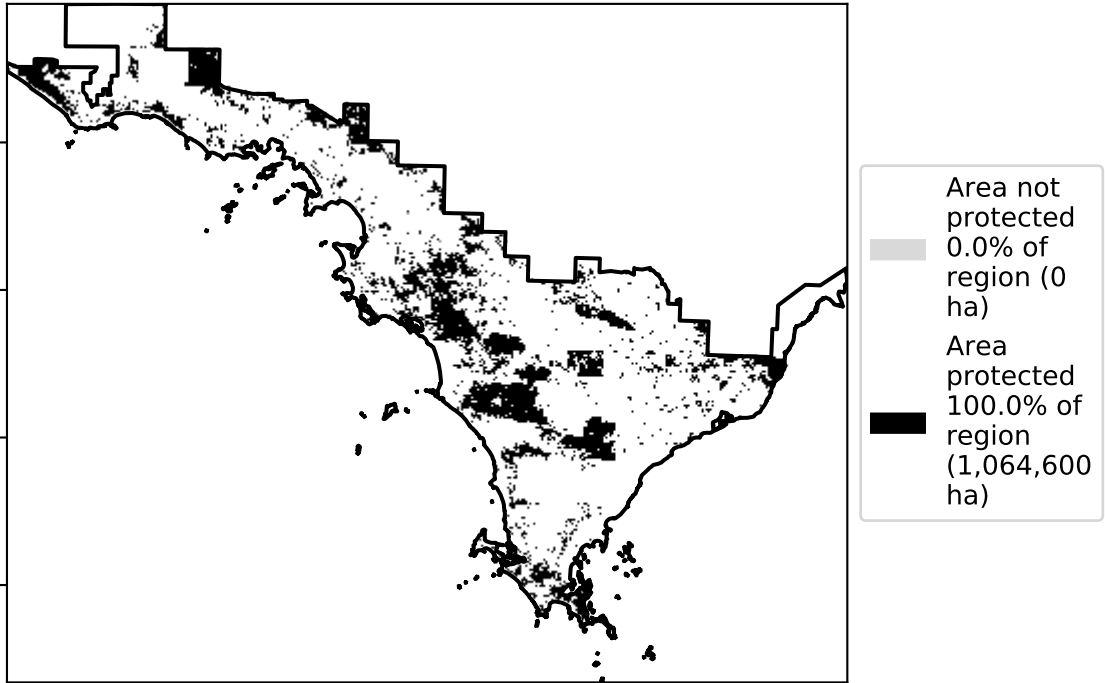 Area not
protected
0.0% of
region (0
ha)
Area
protected
100.0% of
region
(1,064,600
ha)